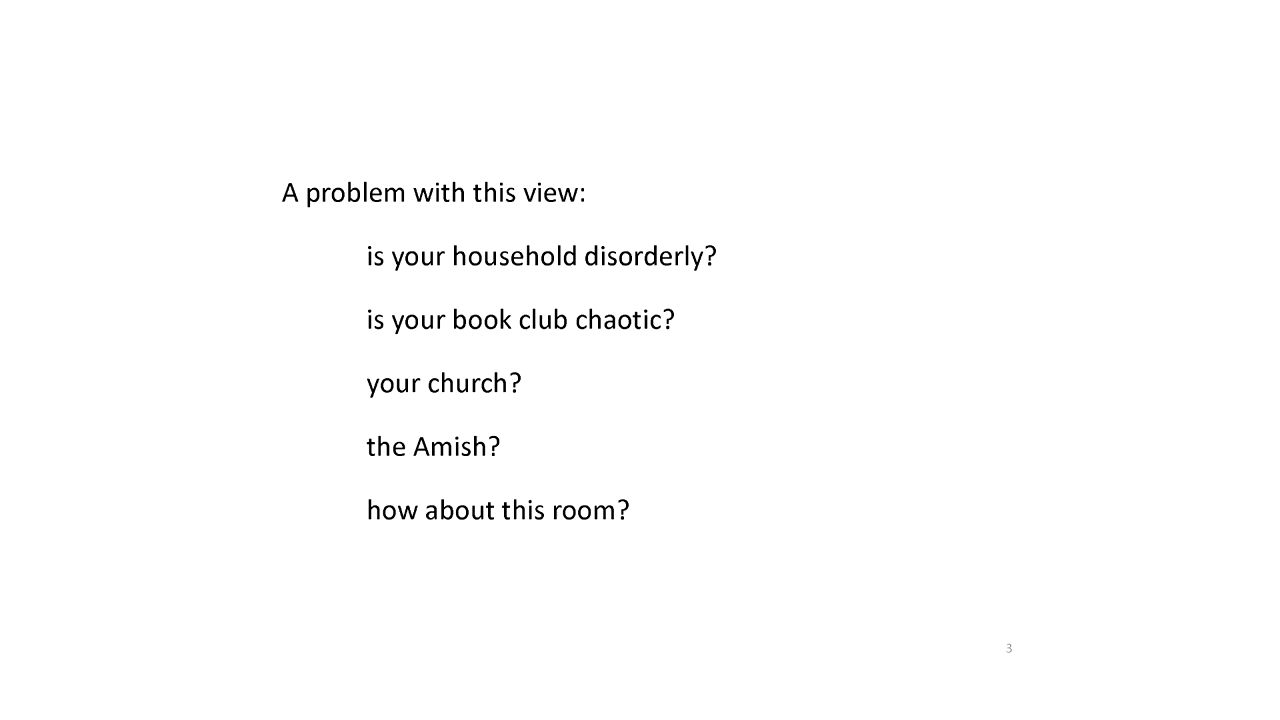 A problem with this view:
is your household disorderly?
is your book club chaotic?
your church?
the Amish?
how about this room?
3